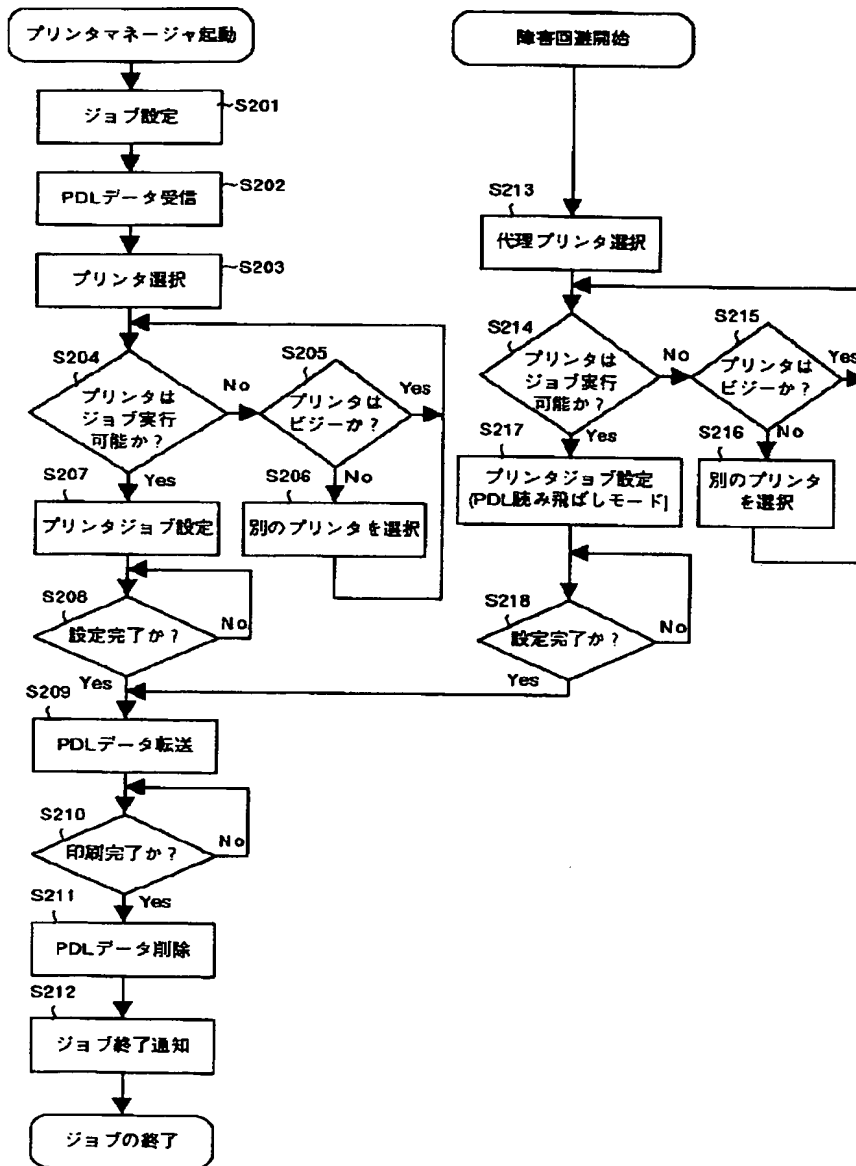 プリンタマネージャ起動
ジョブ設定
S201
PDLデータ受信
S202
プリンタ選択
S203
S204
プリンタは
ジョブ実行
可能か?
No
S205
プリンタは
ビジーか?
Yes
Yes
S206
No
別のプリンタを選択
S207
プリンタジョブ設定
S208
設定完了か?
No
Yes
S209
PDLデータ転送
S210
印刷完了か?
No
Yes
S211
PDLデータ削除
S212
ジョブ終了通知
ジョブの終了
障害回避開始
S213
代理プリンタ選択
S214
プリンタは
ジョブ実行
可能か?
No
S215
プリンタは
ビジーか?
Yes
Yes
S216
No
別のプリンタ
を選択
S217
プリンタジョブ設定
(PDL読み飛ばしモード]
S218
設定完了か?
No
Yes